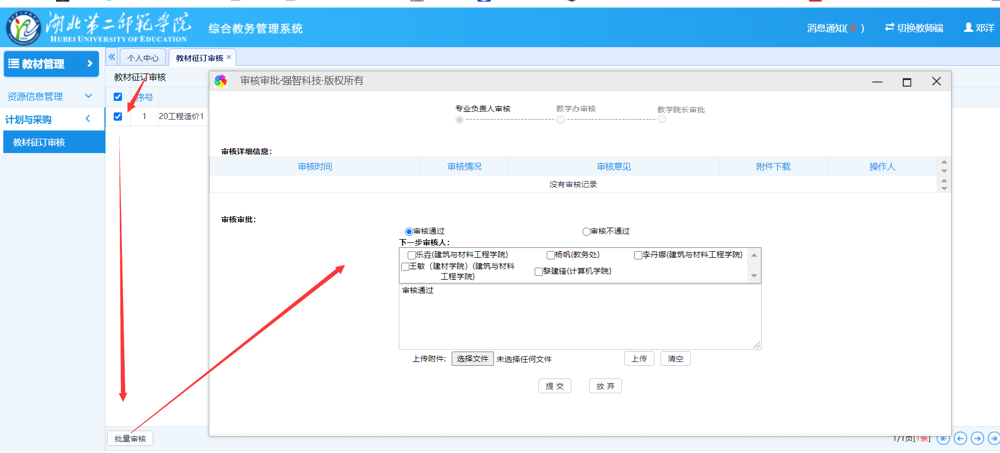 湖北第二师范学院
HUBEI UNIVERSITY OF EDUCATION
综合教务管理系统
消息通知( 0 )
切换教师端
邓洋
教材管理
个人中心
教材征订审核
资源信息管理
计划与采购
教材征订审核
教材征订审核
序号
1
20工程造价1
审核审批·强智科技·版权所有
专业负责人审核
教学办审核
教学院长审批
审核详细信息：
审核时间
审核情况
审核意见
附件下载
操作人
没有审核记录
审核审批：
审核通过
审核不通过
下一步审核人：
乐垚(建筑与材料工程学院)
杨帆(教务处)
李丹娜(建筑与材料工程学院)
王敏（建材学院）(建筑与材料
工程学院)
黎建锋(计算机学院)
审核通过
上传附件:
选择文件
未选择任何文件
上传
清空
提 交
放 弃
批量审核
1/1页[1条]